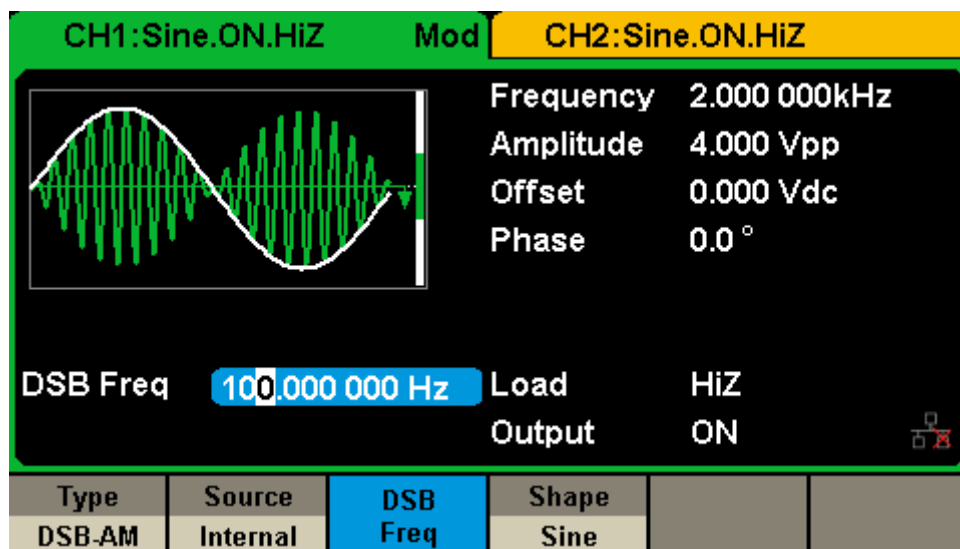 CH1:Sine.ON.HiZ Mod CH2:Sine.ON.HiZ
Frequency 2.000 000kHz
Amplitude 4.000 Vpp
Offset 0.000 Vdc
Phase 0.0 °
DSB Freq 100.000 000 Hz Load HiZ
Output ON
Type Source DSB Freq Shape
DSB-AM Internal Sine